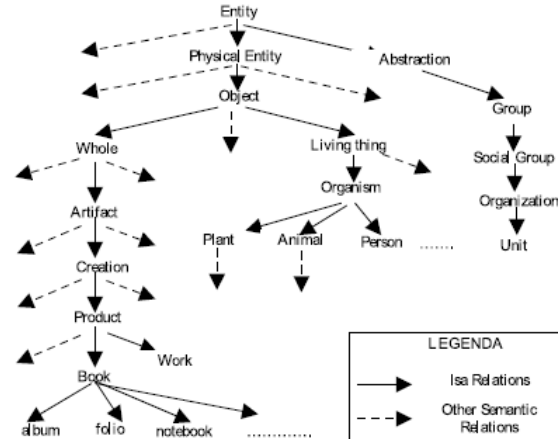 Entity
Physical Entity
Abstraction
Object
Group
Whole
Living thing
Social Group
Organism
Artifact
Organization
Plant
Animal
Person
........
Unit
Creation
Product
Work
Book
album
folio
notebook
................
LEGENDA
Isa Relations
Other Semantic
Relations